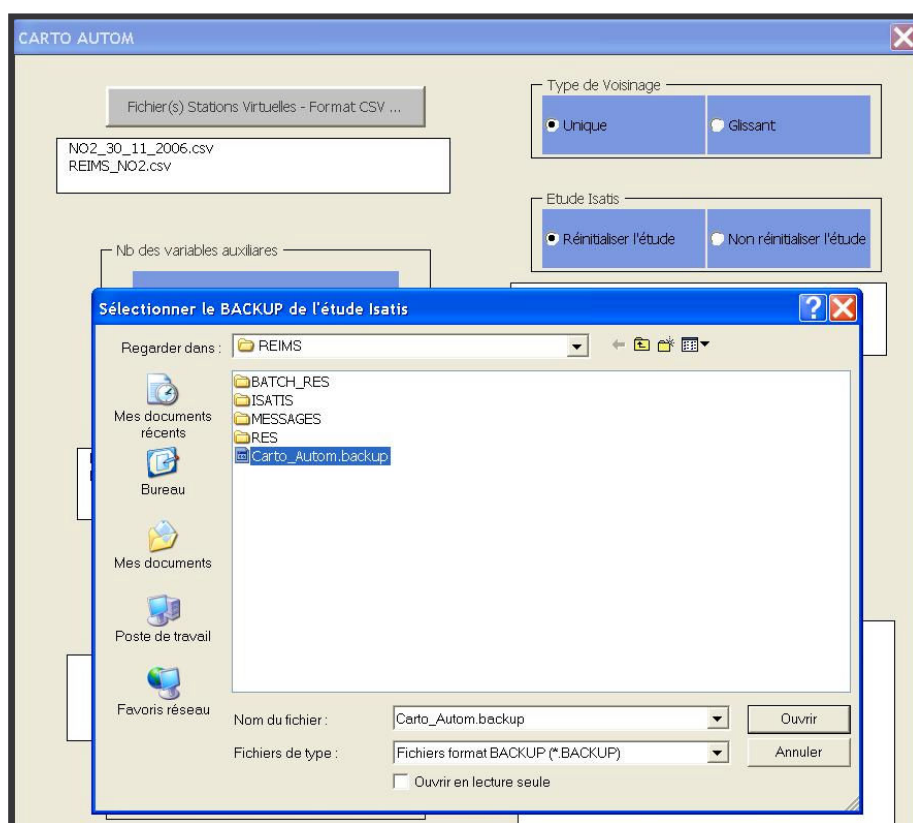 CARTO AUTOM
Fichier(s) Stations Virtuelles - Format CSV ...
NO2_30_11_2006.csv
REIMS_NO2.csv
Type de Voisinage
Unique
Glissant
Etude Isatis
Réinitialiser l'étude
Non réinitialiser l'étude
Nb des variables auxiliares
Sélectionner le BACKUP de l'étude Isatis
Regarder dans :
REIMS
Mes documents
récents
Bureau
Mes documents
Poste de travail
Favoris réseau
BATCH_RES
ISATIS
MESSAGES
RES
Carto_Autom.backup
Nom du fichier :
Carto_Autom.backup
Ouvrir
Fichiers de type :
Fichiers format BACKUP (*.BACKUP)
Annuler
Ouvrir en lecture seule